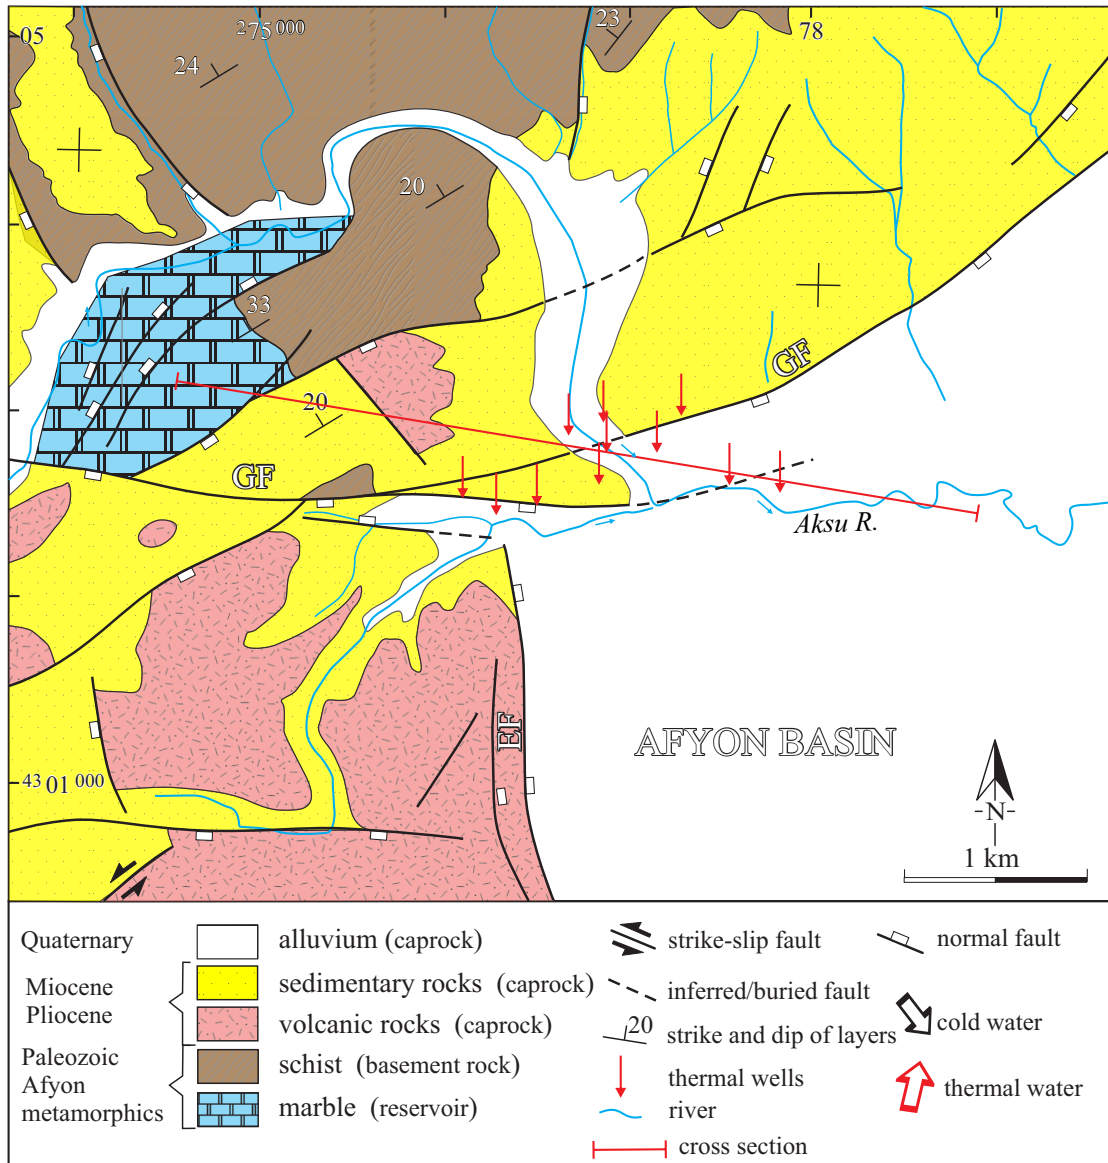 05
275 000
23
78
24
20
33
20
GF
GF
Aksu R.
EF
AFYON BASIN
43 01 000
N
1 km
Quaternary
alluvium (caprock)
Miocene
Pliocene
sedimentary rocks (caprock)
volcanic rocks (caprock)
Paleozoic
Afyon
metamorphics
schist (basement rock)
marble (reservoir)
strike-slip fault
inferred/buried fault
20
strike and dip of layers
thermal wells
river
cross section
normal fault
cold water
thermal water